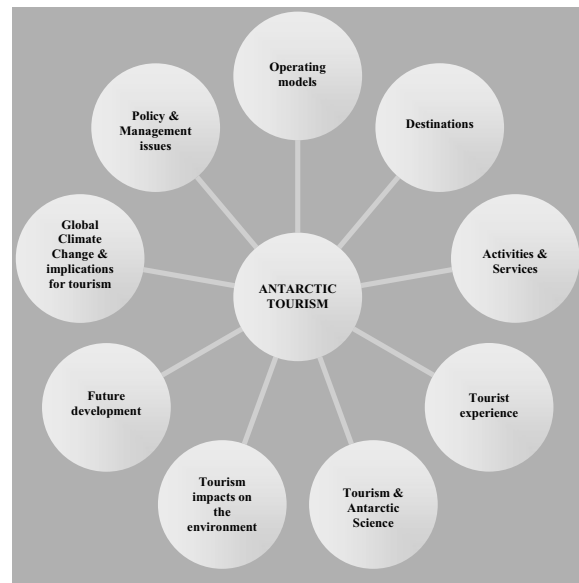 Operating
models
Destinations
Activities &
Services
Tourist
experience
Tourism &
Antarctic
Science
Tourism
impacts on
the
environment
Future
development
Global
Climate
Change &
implications
for tourism
Policy &
Management
issues
ANTARCTIC
TOURISM